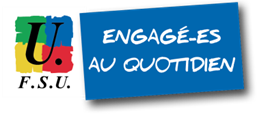 U.
F.S.U.
ENGAGÉ-ES
AU QUOTIDIEN